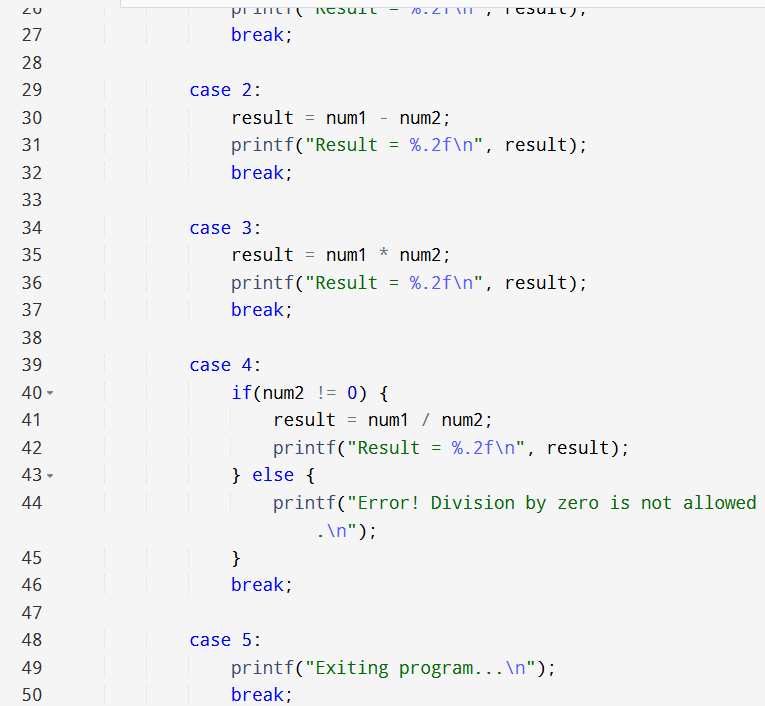 27 break;
28
29 case 2:
30 result = num1 - num2;
31 printf("Result = %.2f\n", result);
32 break;
33
34 case 3:
35 result = num1 * num2;
36 printf("Result = %.2f\n", result);
37 break;
38
39 case 4:
40 if(num2 != 0) {
41 result = num1 / num2;
42 printf("Result = %.2f\n", result);
43 } else {
44 printf("Error! Division by zero is not allowed
.\n");
45 }
46 break;
47
48 case 5:
49 printf("Exiting program...\n");
50 break;